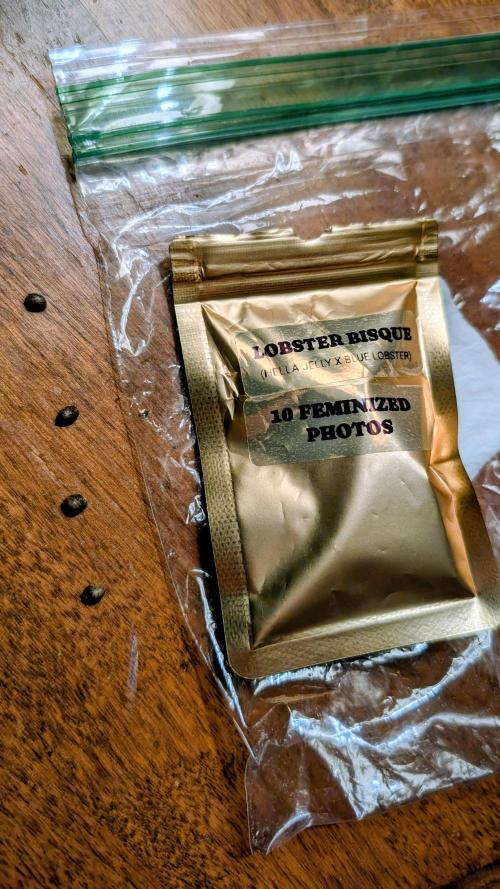 LOBSTER BISQUE
(HELLA JELLY X BLUE LOBSTER)
10 FEMINIZED
PHOTOS